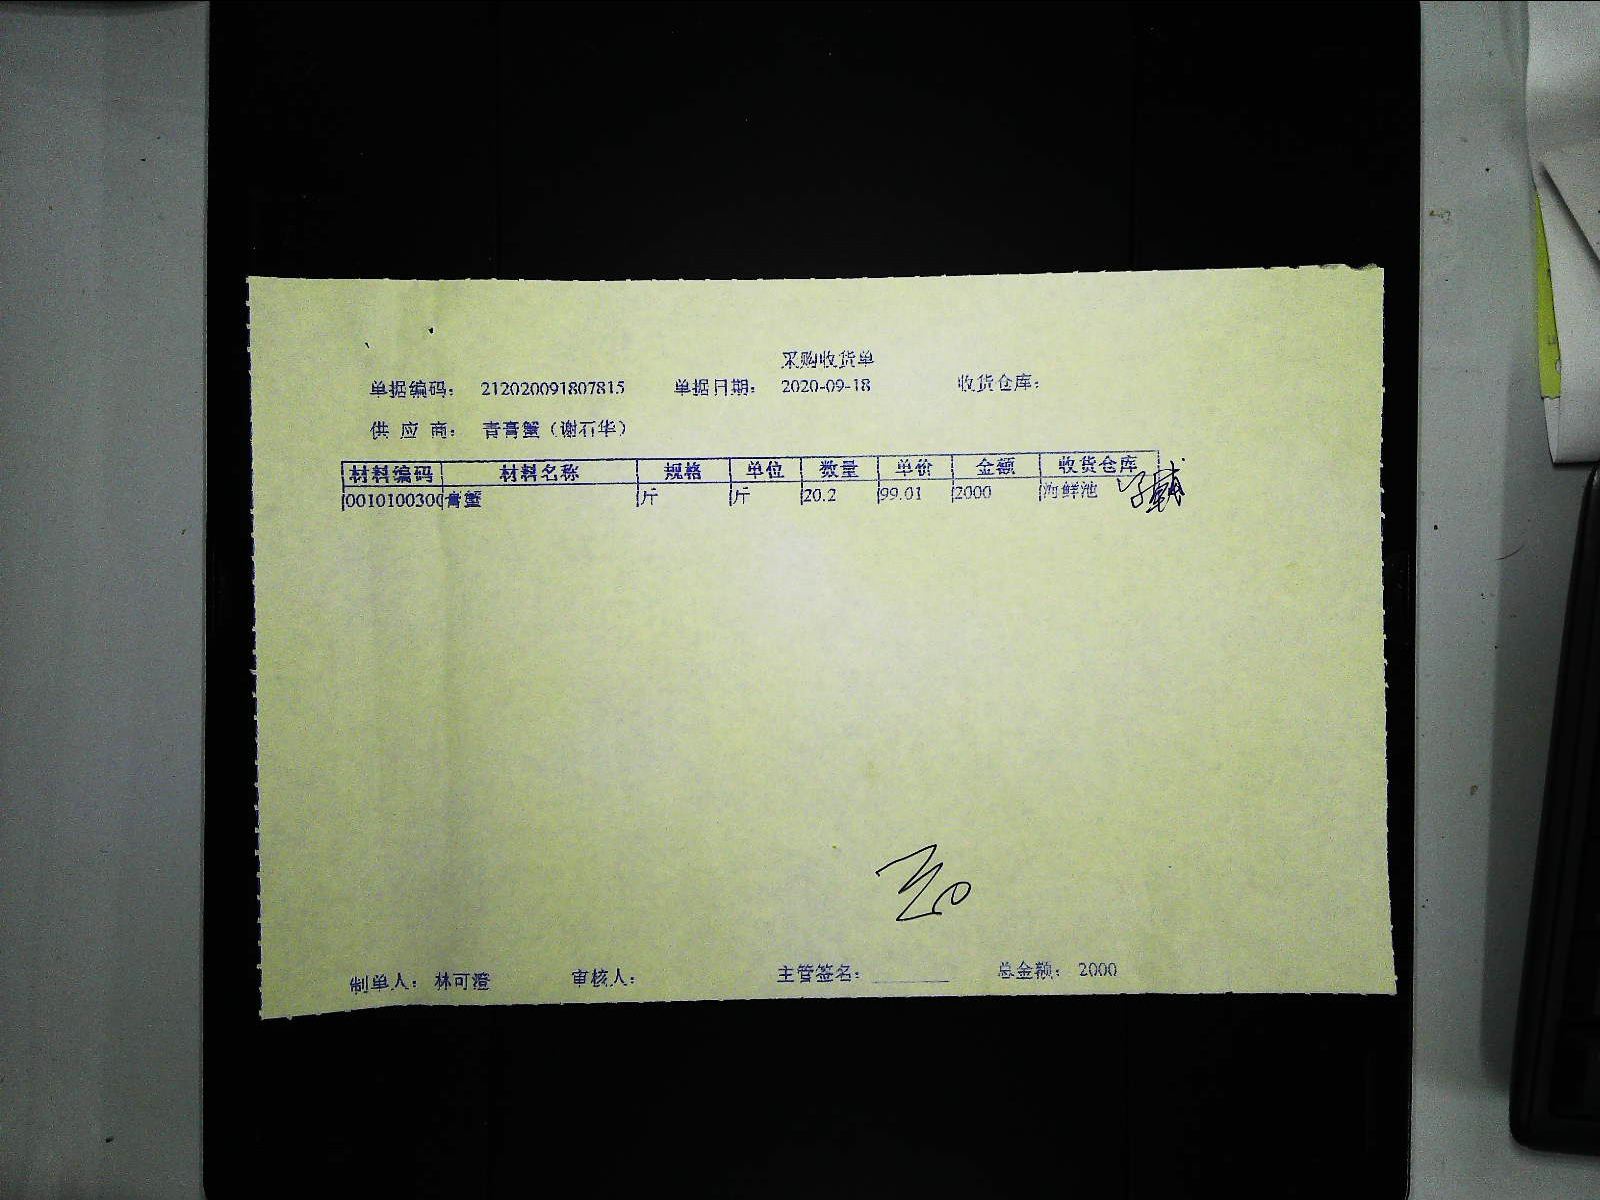 采购收货单
单据编码： 212020091807815 单据日期： 2020-09-18 收货仓库：
供 应 商： 青膏蟹（谢石华）
材料编码 材料名称 规格 单位 数量 单价 金额 收货仓库
0010100300 膏蟹 斤 斤 20.2 99.01 2000 海鲜池
制单人： 林可澄 审核人： 主管签名： 总金额： 2000